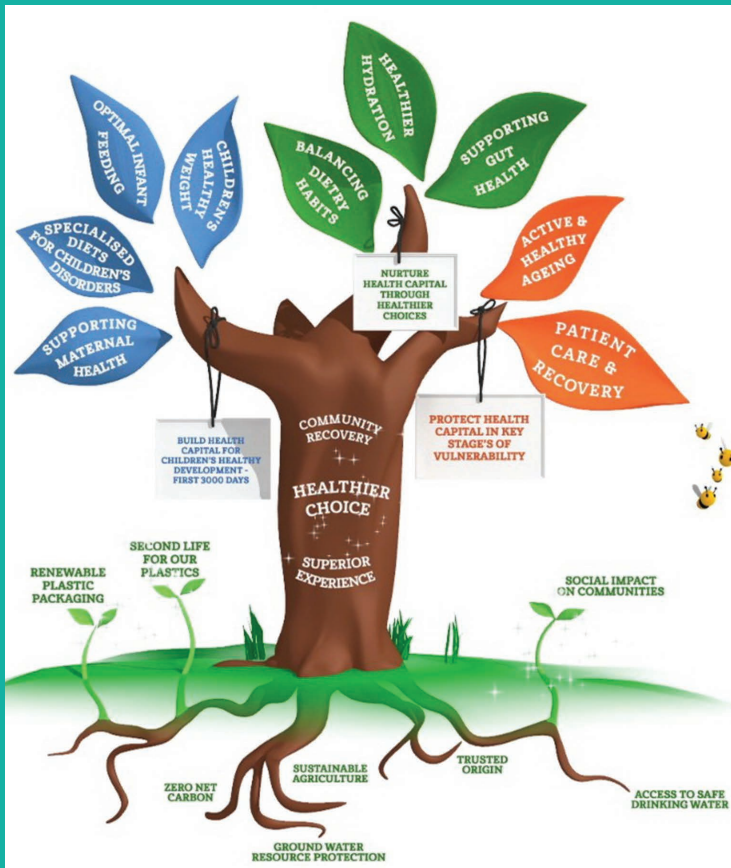 OPTIMAL INFANT
FEEDING
CHILDREN'S
HEALTHY
WEIGHT
SPECIALISED
DIETS
FOR CHILDREN'S
DISORDERS
SUPPORTING
MATERNAL
HEALTH
BALANCING
DIETRY
HABITS
HEALTHIER
HYDRATION
SUPPORTING
GUT
HEALTH
ACTIVE &
HEALTHY
AGEING
PATIENT
CARE &
RECOVERY
NURTURE
HEALTH CAPITAL
THROUGH
HEALTHIER
CHOICES
BUILD HEALTH
CAPITAL FOR
CHILDREN'S HEALTHY
DEVELOPMENT -
FIRST 3000 DAYS
PROTECT HEALTH
CAPITAL IN KEY
STAGE'S OF
VULNERABILITY
COMMUNITY
RECOVERY
HEALTHIER
CHOICE
SUPERIOR
EXPERIENCE
RENEWABLE
PLASTIC
PACKAGING
SECOND LIFE
FOR OUR
PLASTICS
SOCIAL IMPACT
ON COMMUNITIES
ZERO NET
CARBON
SUSTAINABLE
AGRICULTURE
GROUND WATER
RESOURCE PROTECTION
TRUSTED
ORIGIN
ACCESS TO SAFE
DRINKING WATER